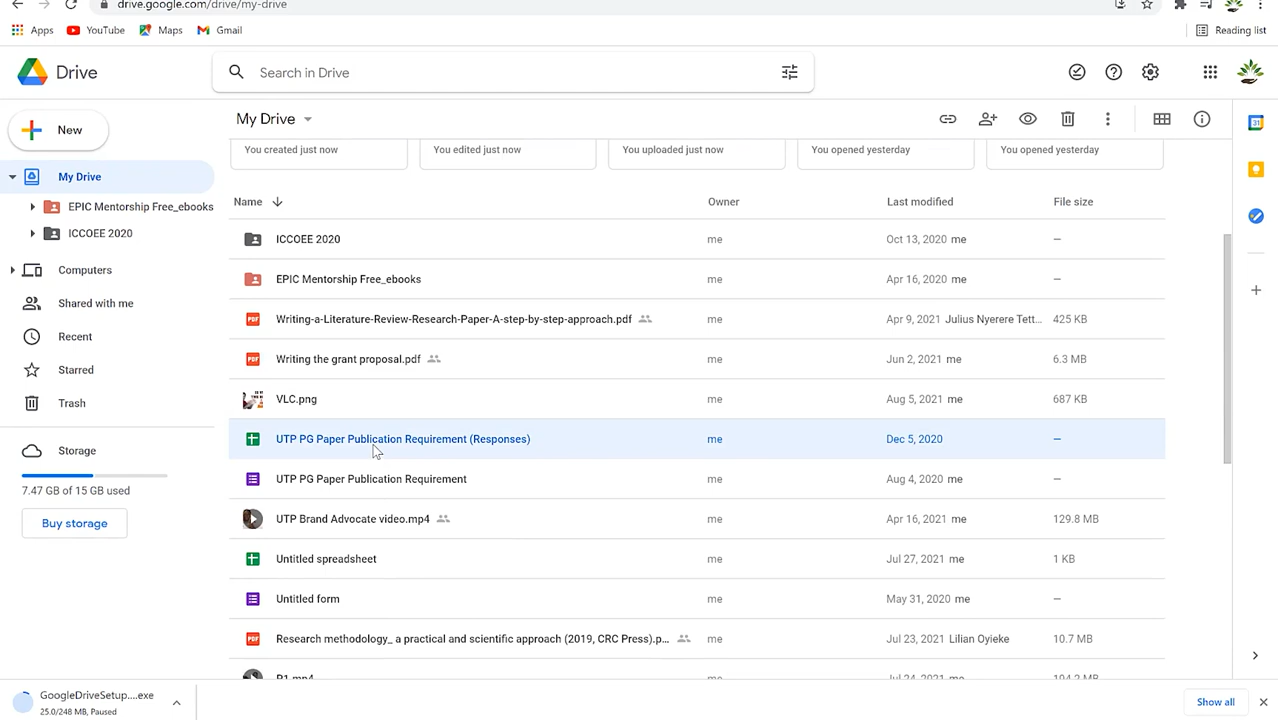 drive.google.com/drive/my-drive
Apps YouTube Maps Gmail Reading list
Drive Search in Drive
New
My Drive
My Drive
EPIC Mentorship Free_ebooks
ICCOEE 2020
Computers
Shared with me
Recent
Starred
Trash
Storage
7.47 GB of 15 GB used
Buy storage
You created just now You edited just now You uploaded just now You opened yesterday You opened yesterday
Name Owner Last modified File size
ICCOEE 2020 me Oct 13, 2020 me –
EPIC Mentorship Free_ebooks me Apr 16, 2020 me –
PDF Writing-a-Literature-Review-Research-Paper-A-step-by-step-approach.pdf me Apr 9, 2021 Julius Nyerere Tett... 425 KB
PDF Writing the grant proposal.pdf me Jun 2, 2021 me 6.3 MB
VLC.png me Aug 5, 2021 me 687 KB
UTP PG Paper Publication Requirement (Responses) me Dec 5, 2020 –
UTP PG Paper Publication Requirement me Aug 4, 2020 me –
UTP Brand Advocate video.mp4 me Apr 16, 2021 me 129.8 MB
Untitled spreadsheet me Jul 27, 2021 me 1 KB
Untitled form me May 31, 2020 me –
PDF Research methodology_ a practical and scientific approach (2019, CRC Press).p... me Jul 23, 2021 Lilian Oyieke 10.7 MB
31
GoogleDriveSetup....exe
25.0/248 MB, Paused
Show all